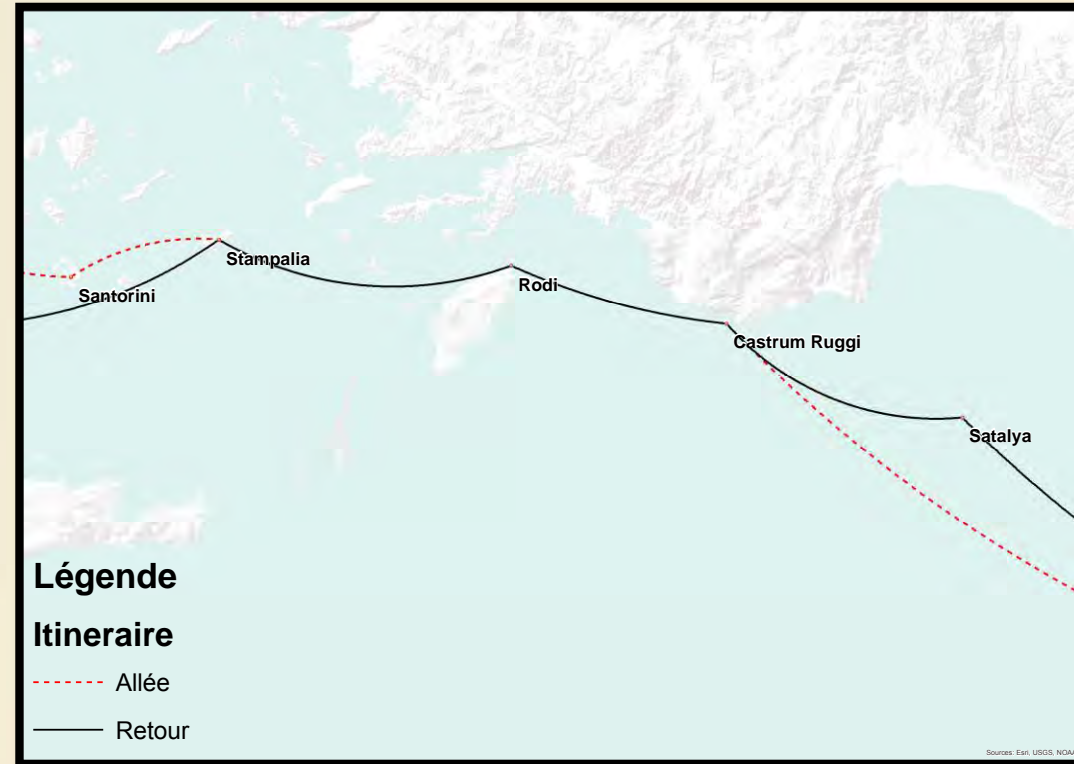 Stampalia
Santorini
Rodi
Castrum Ruggi
Satalya
Légende
Itineraire
Allée
Retour
Sources: Esri, USGS, NOAA